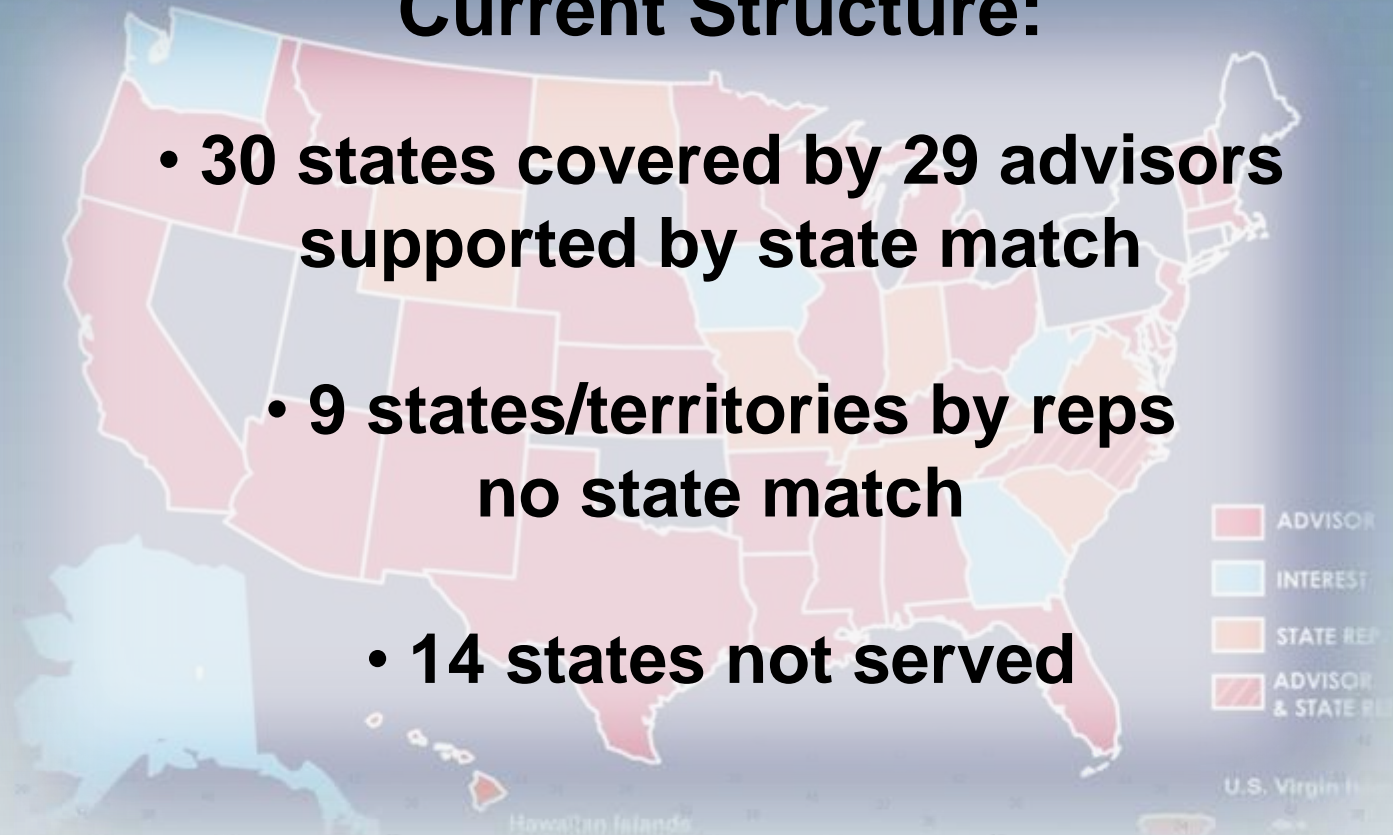 Current Structure:
• 30 states covered by 29 advisors
supported by state match
• 9 states/territories by reps
no state match
• 14 states not served
ADVISOR
INTEREST
STATE REP
ADVISOR
& STATE
U.S. Virgin
Hawaiian Islands